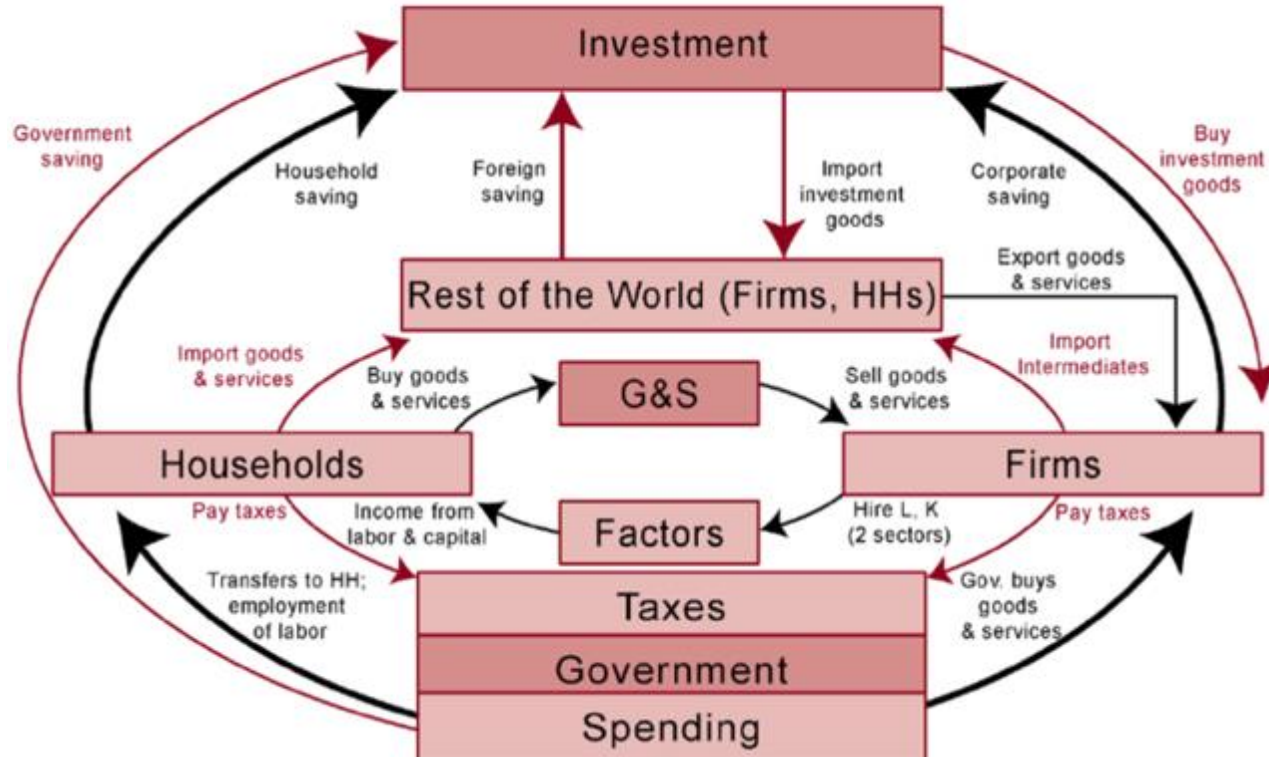 Investment
Government
saving
Household
saving
Foreign
saving
Import
investment
goods
Corporate
saving
Buy
investment
goods
Rest of the World (Firms, HHs)
Export goods
& services
Import goods
& services
Buy goods
& services
G&S
Sell goods
& services
Import
Intermediates
Households
Firms
Pay taxes
Income from
labor & capital
Factors
Hire L, K
(2 sectors)
Pay taxes
Transfers to HH;
employment
of labor
Taxes
Gov. buys
goods
& services
Government
Spending